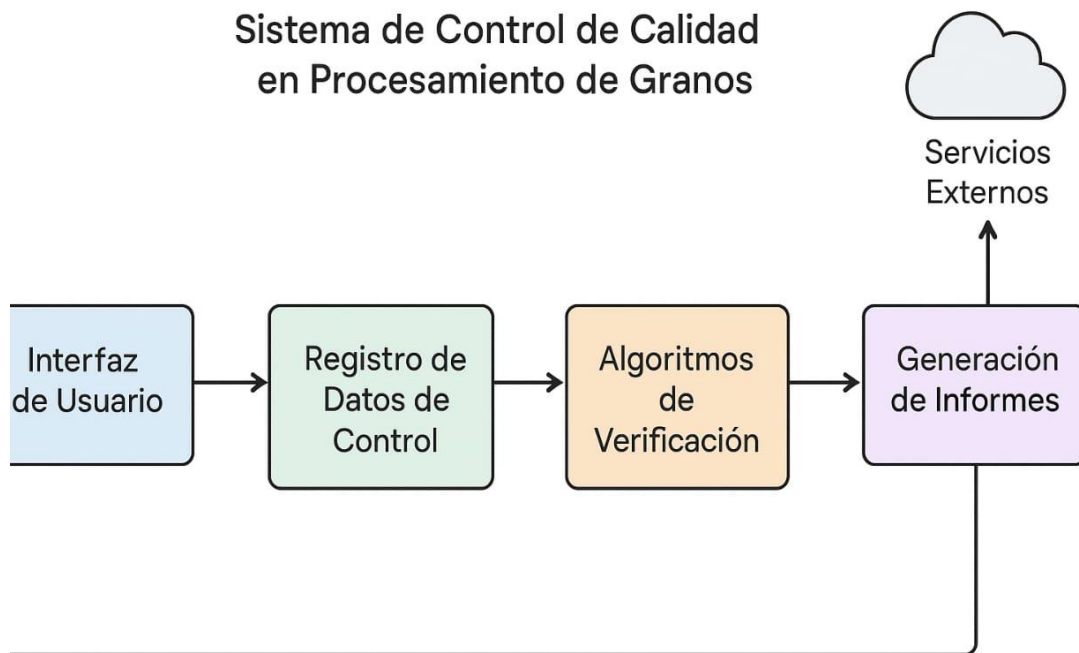 Sistema de Control de Calidad
en Procesamiento de Granos
Servicios
Externos
Interfaz
de Usuario
Registro de
Datos de
Control
Algoritmos
de
Verificación
Generación
de Informes